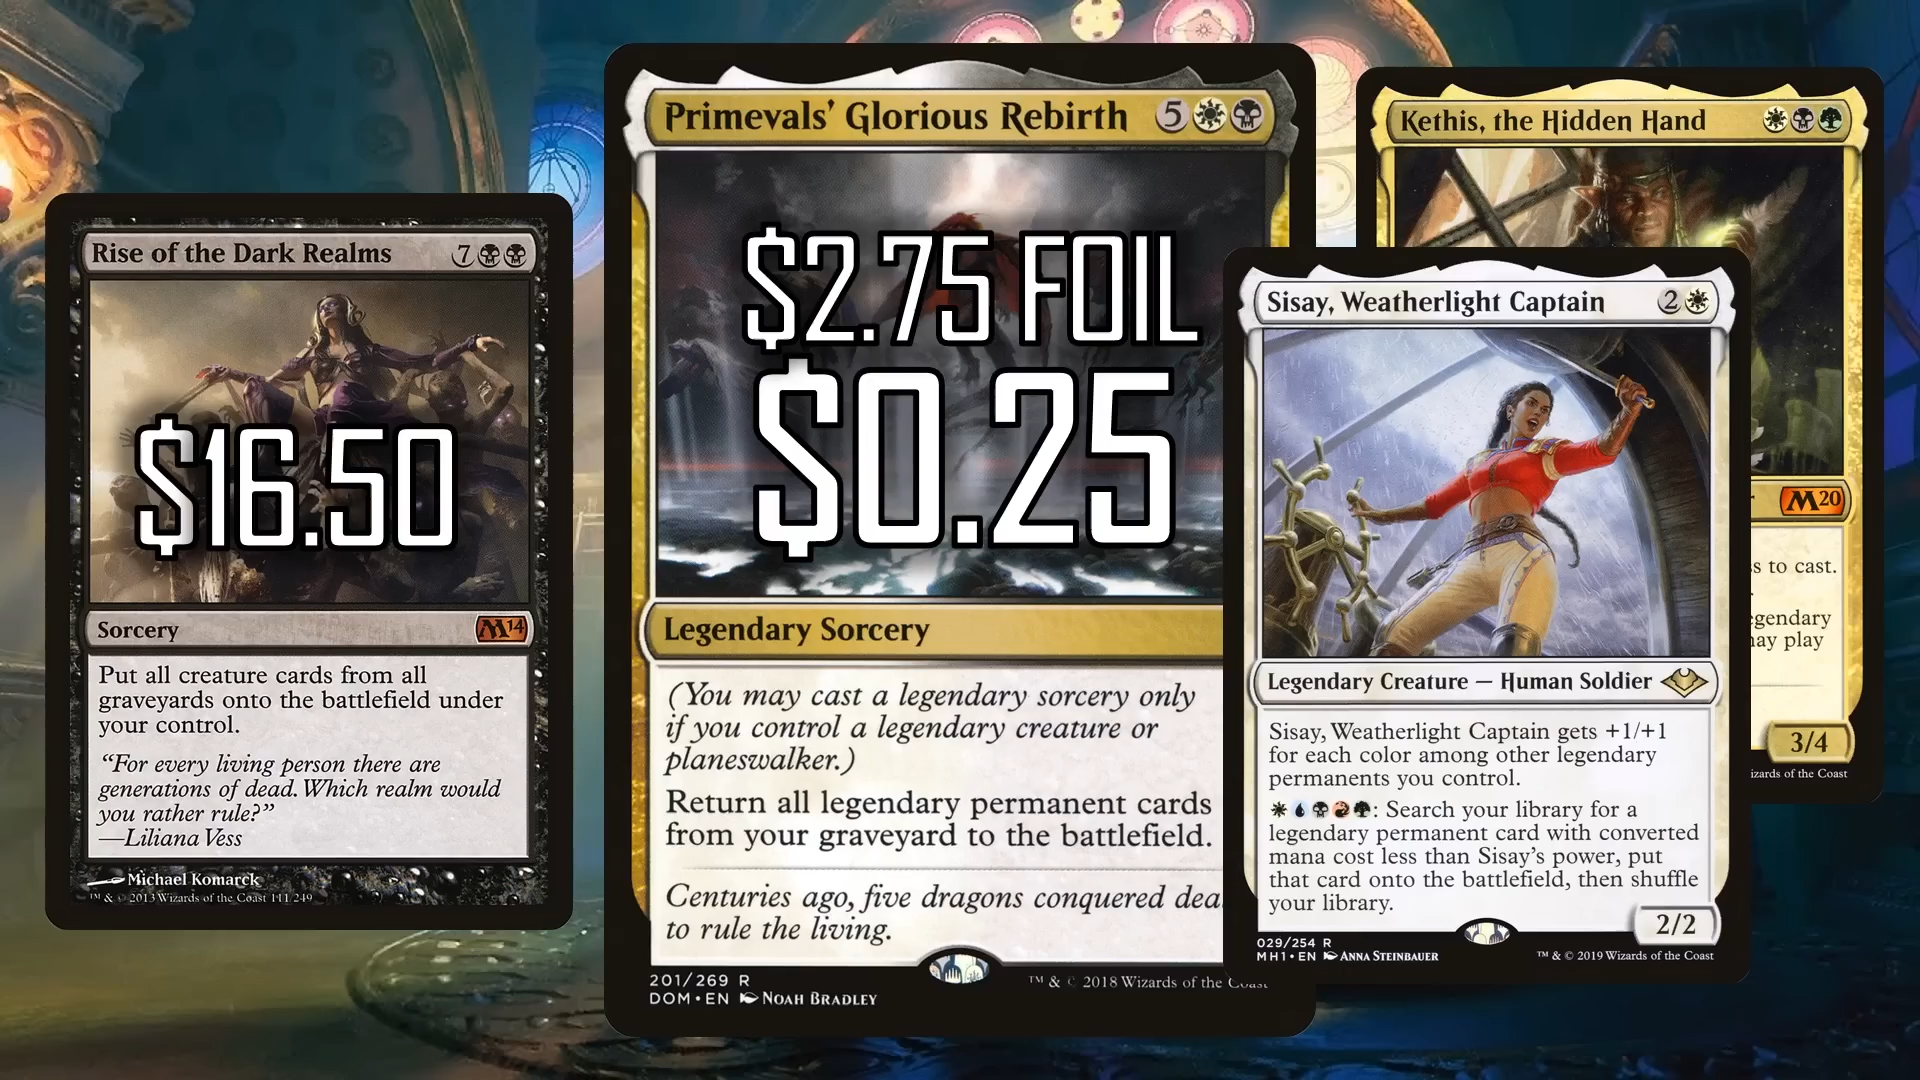 Rise of the Dark Realms 7
$16.50
Sorcery M14
Put all creature cards from all
graveyards onto the battlefield under
your control.
“For every living person there are
generations of dead. Which realm would
you rather rule?”
—Liliana Vess
Michael Komarck
™ & © 2013 Wizards of the Coast 111/249
Primevals' Glorious Rebirth 5
$2.75 FOIL
$0.25
Legendary Sorcery
(You may cast a legendary sorcery only
if you control a legendary creature or
planeswalker.)
Return all legendary permanent cards
from your graveyard to the battlefield.
Centuries ago, five dragons conquered dea
to rule the living.
201/269 R
DOM • EN NOAH BRADLEY
™ & © 2018 Wizards of the Coast
Kethis, the Hidden Hand
M20
s to cast.
egendary
may play
3/4
izards of the Coast
Sisay, Weatherlight Captain 2
Legendary Creature — Human Soldier
Sisay, Weatherlight Captain gets +1/+1
for each color among other legendary
permanents you control.
: Search your library for a
legendary permanent card with converted
mana cost less than Sisay's power, put
that card onto the battlefield, then shuffle
your library.
2/2
029/254 R
MH1 • EN ANNA STEINBAUER
™ & © 2019 Wizards of the Coast